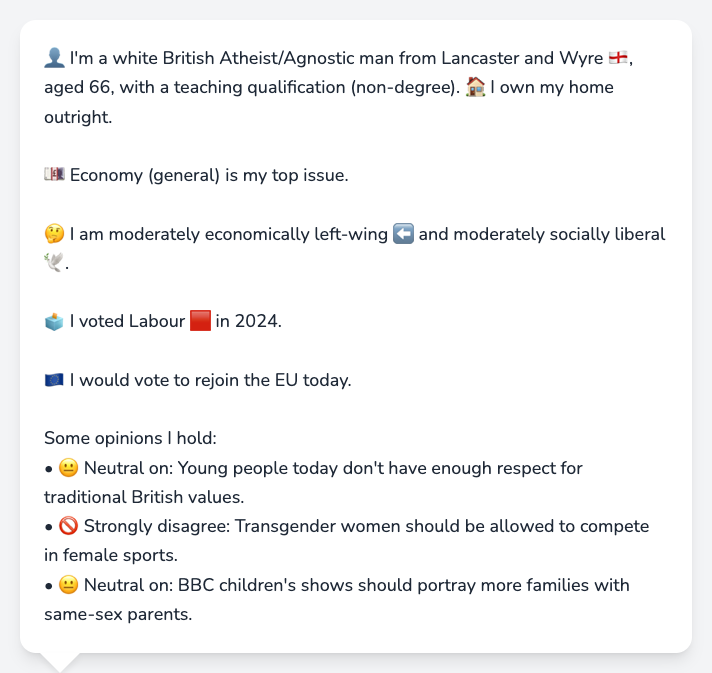 👤 I'm a white British Atheist/Agnostic man from Lancaster and Wyre 🏴󠁧󠁢󠁥󠁮󠁧󠁿,
aged 66, with a teaching qualification (non-degree). 🏠 I own my home
outright.
💷 Economy (general) is my top issue.
🤔 I am moderately economically left-wing ⬅️ and moderately socially liberal
🕊️.
🗳️ I voted Labour 🟥 in 2024.
🇪🇺 I would vote to rejoin the EU today.
Some opinions I hold:
• 😐 Neutral on: Young people today don't have enough respect for
traditional British values.
• 🚫 Strongly disagree: Transgender women should be allowed to compete
in female sports.
• 😐 Neutral on: BBC children's shows should portray more families with
same-sex parents.